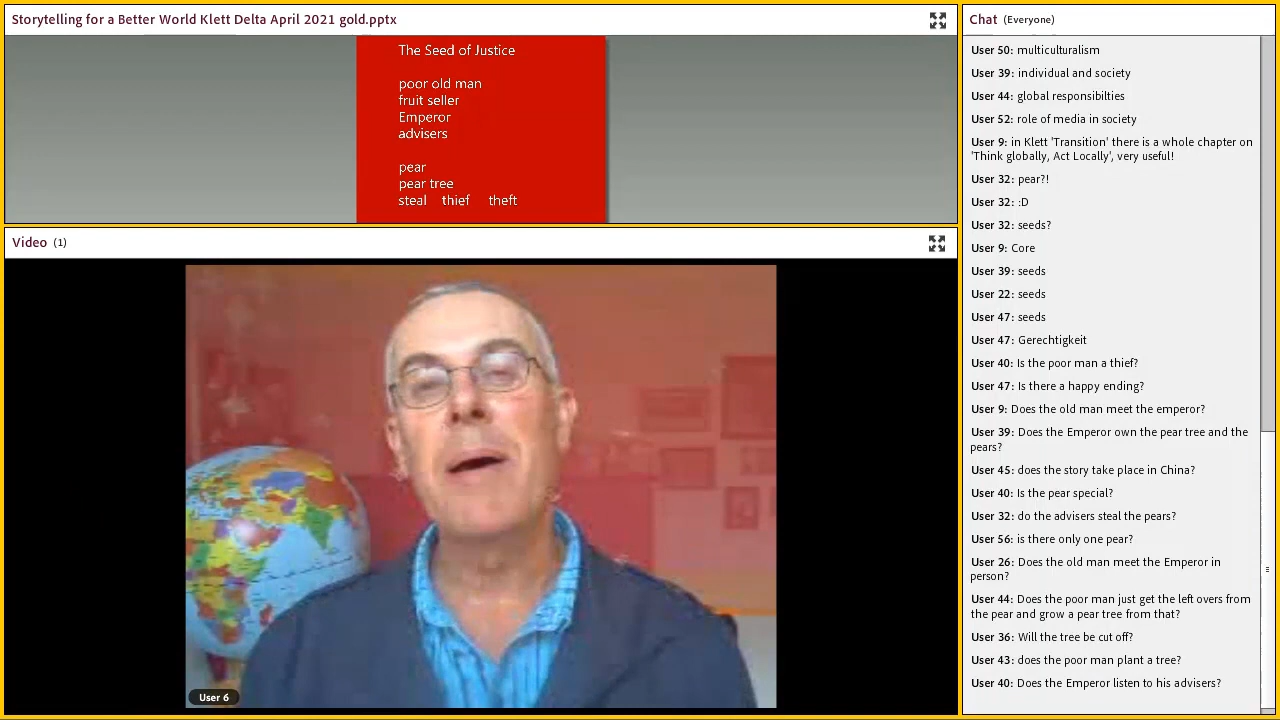 Storytelling for a Better World Klett Delta April 2021 gold.pptx
The Seed of Justice
poor old man
fruit seller
Emperor
advisers
pear
pear tree
steal thief theft
Video (1)
User 6
Chat (Everyone)
User 50: multiculturalism
User 39: individual and society
User 44: global responsibilties
User 52: role of media in society
User 9: in Klett 'Transition' there is a whole chapter on
'Think globally, Act Locally', very useful!
User 32: pear?!
User 32: :D
User 32: seeds?
User 9: Core
User 39: seeds
User 22: seeds
User 47: seeds
User 47: Gerechtigkeit
User 40: Is the poor man a thief?
User 47: Is there a happy ending?
User 9: Does the old man meet the emperor?
User 39: Does the Emperor own the pear tree and the
pears?
User 45: does the story take place in China?
User 40: Is the pear special?
User 32: do the advisers steal the pears?
User 56: is there only one pear?
User 26: Does the old man meet the Emperor in
person?
User 44: Does the poor man just get the left overs from
the pear and grow a pear tree from that?
User 36: Will the tree be cut off?
User 43: does the poor man plant a tree?
User 40: Does the Emperor listen to his advisers?